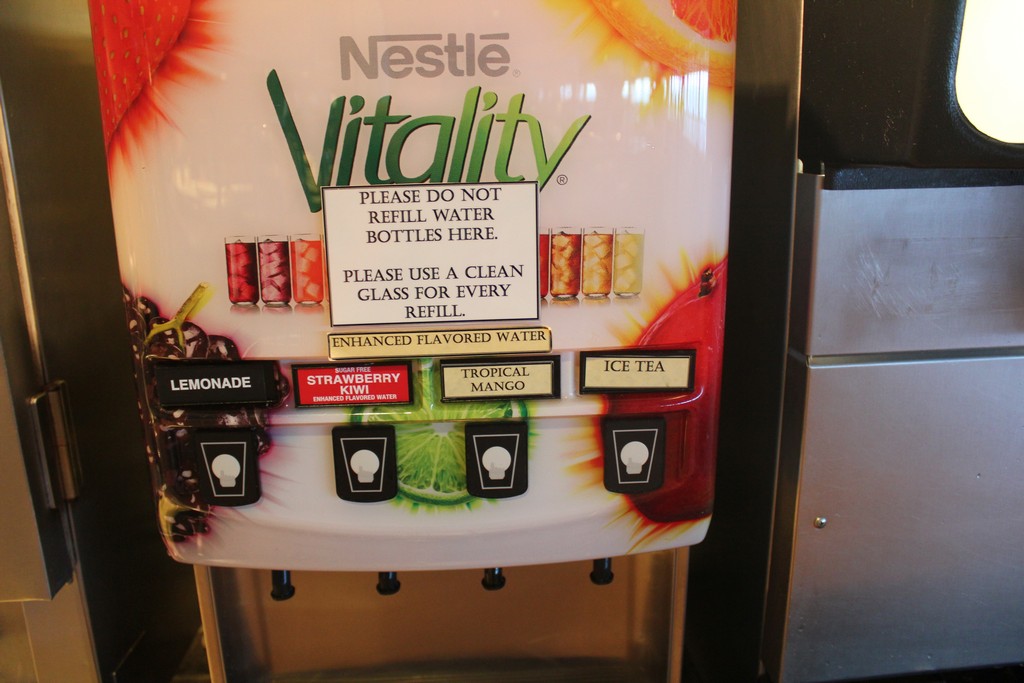 Nestlé®
Vitality®
PLEASE DO NOT
REFILL WATER
BOTTLES HERE.
PLEASE USE A CLEAN
GLASS FOR EVERY
REFILL.
ENHANCED FLAVORED WATER
LEMONADE
SUGAR FREE
STRAWBERRY
KIWI
ENHANCED FLAVORED WATER
TROPICAL
MANGO
ICE TEA